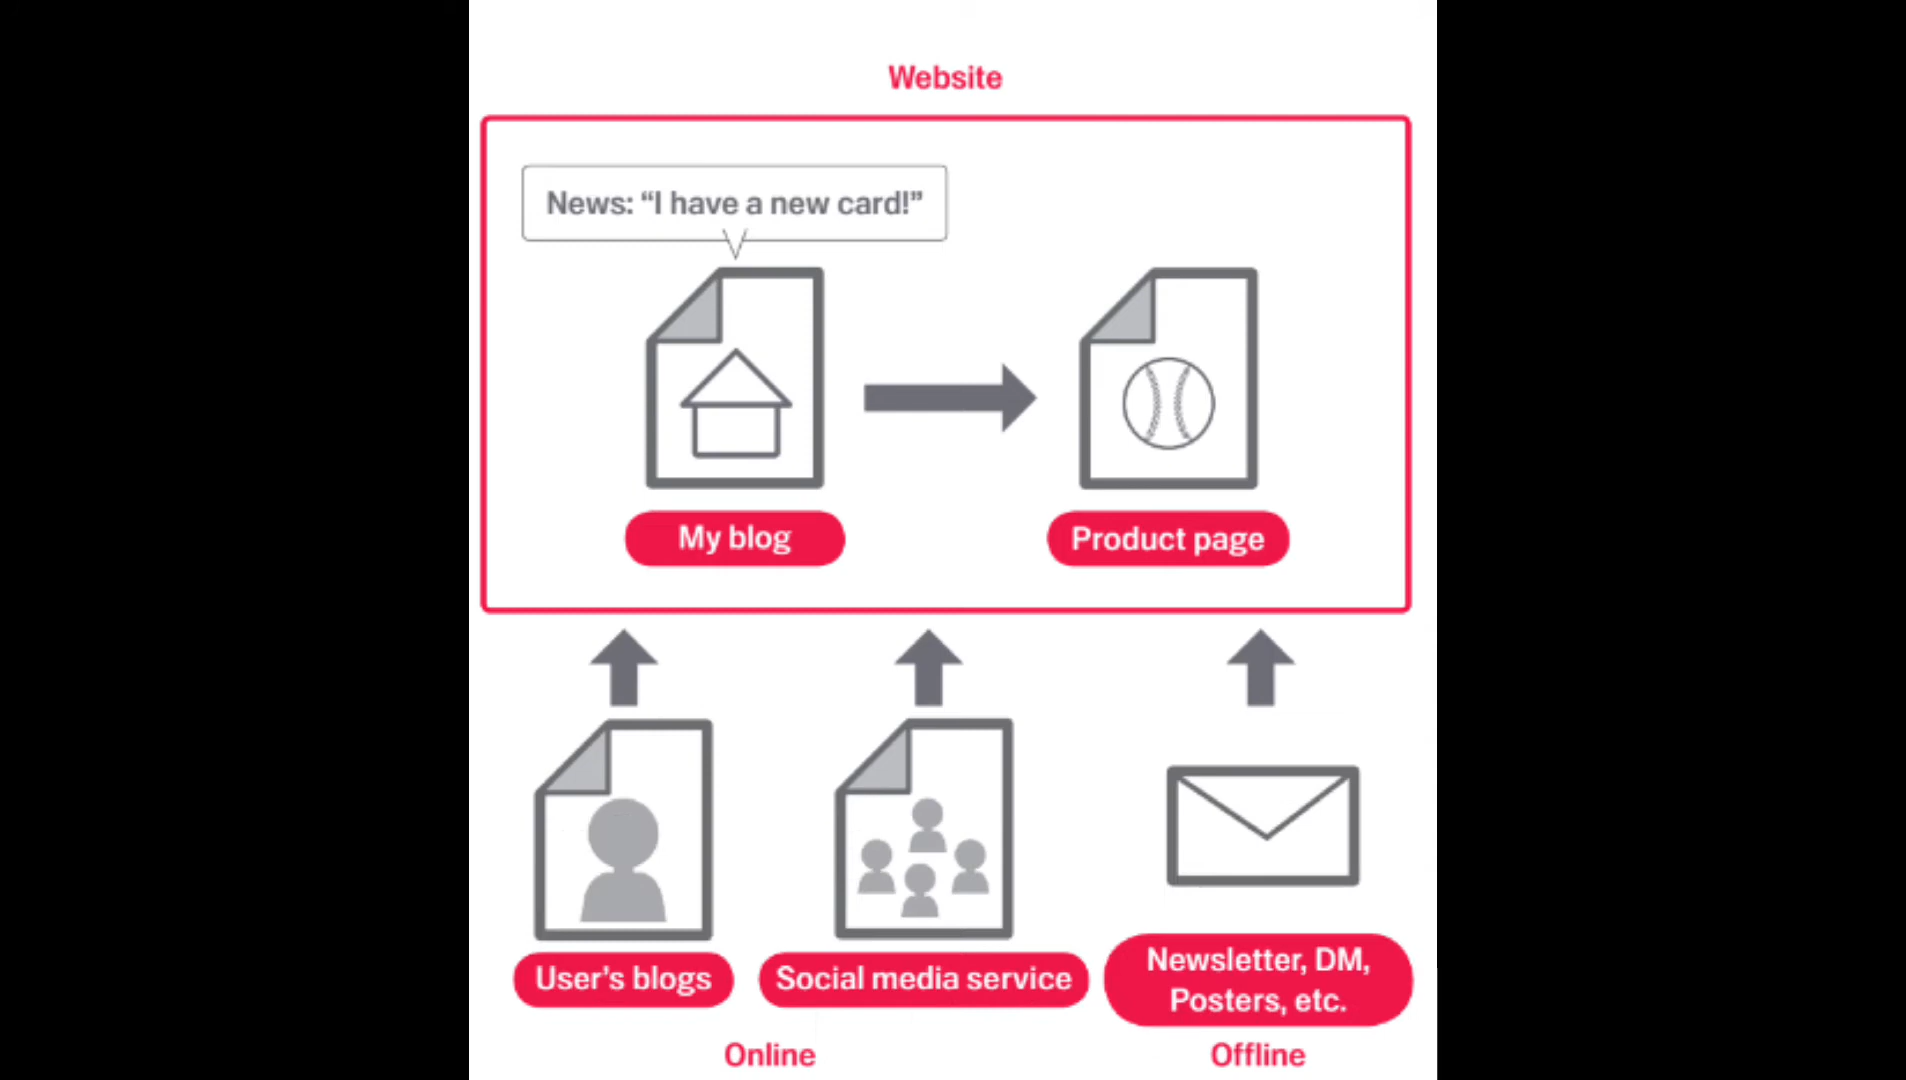 Website
News: “I have a new card!”
My blog
Product page
User’s blogs
Social media service
Newsletter, DM,
Posters, etc.
Online
Offline